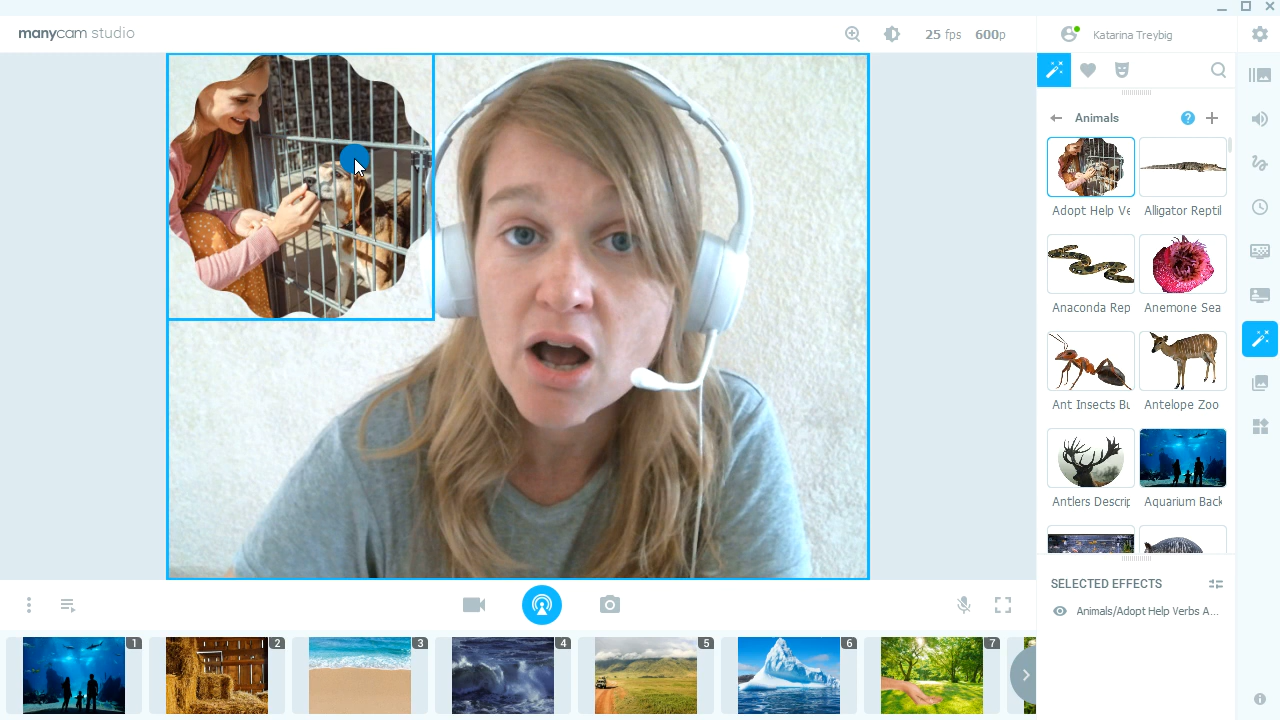 manycam studio
25 fps 600p
Katarina Treybig
Animals
?
Adopt Help Ve
Alligator Reptil
Anaconda Rep
Anemone Sea
Ant Insects Bu
Antelope Zoo
Antlers Descrip
Aquarium Back
SELECTED EFFECTS
Animals/Adopt Help Verbs A...
1
2
3
4
5
6
7